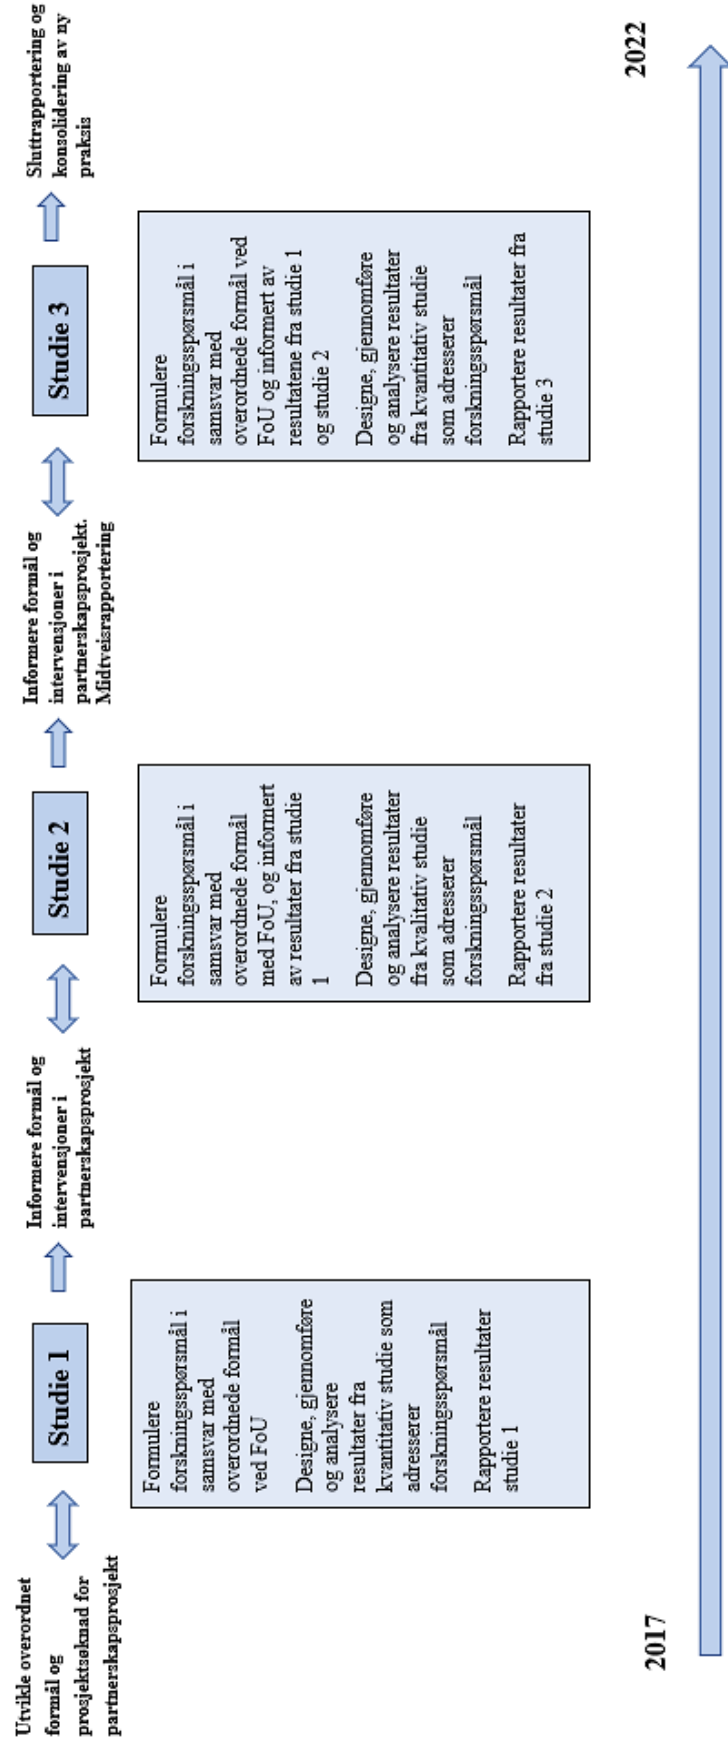 Utvikle overordnet
formål og
prosjektsøknad for
partnerskapsprosjekt
Studie 1
Informere formål og
intervensjoner i
partnerskapsprosjekt
Studie 2
Informere formål og
intervensjoner i
partnerskapsprosjekt.
Midtveisrapportering
Studie 3
Sluttrapportering og
konsolidering av ny
praksis
Formulere
forskningsspørsmål i
samsvar med
overordnede formål
ved FoU
Designe, gjennomføre
og analysere
resultater fra
kvantitativ studie som
adresserer
forskningsspørsmål
Rapportere resultater
studie 1
Formulere
forskningsspørsmål i
samsvar med
overordnede formål
med FoU, og informert
av resultater fra studie
1
Designe, gjennomføre
og analysere resultater
fra kvalitativ studie
som adresserer
forskningsspørsmål
Rapportere resultater
fra studie 2
Formulere
forskningsspørsmål i
samsvar med
overordnede formål ved
FoU og informert av
resultatene fra studie 1
og studie 2
Designe, gjennomføre
og analysere resultater
fra kvantitativ studie
som adresserer
forskningsspørsmål
Rapportere resultater fra
studie 3
2017
2022